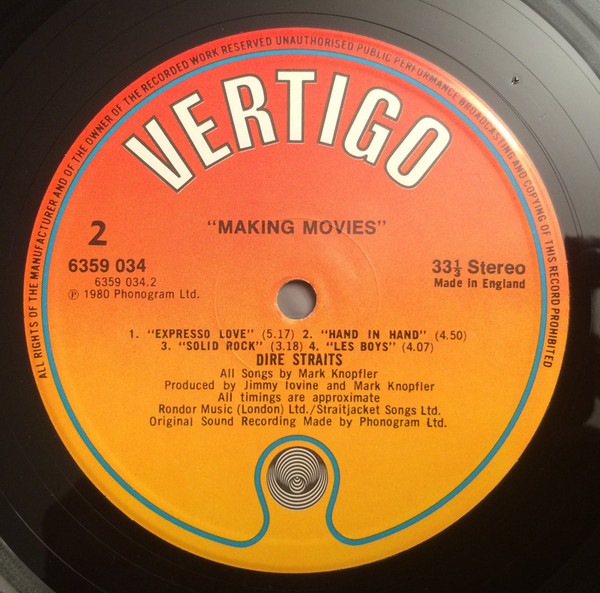 ALL RIGHTS OF THE MANUFACTURER AND OF THE OWNER OF THE RECORDED WORK RESERVED UNAUTHORISED PUBLIC PERFORMANCE BROADCASTING AND COPYING OF THIS RECORD PROHIBITED
VERTIGO
"MAKING MOVIES"
2
6359 034
6359 034.2
℗ 1980 Phonogram Ltd.
33⅓ Stereo
Made in England
1. "EXPRESSO LOVE" (5.17) 2. "HAND IN HAND" (4.50)
3. "SOLID ROCK" (3.18) 4. "LES BOYS" (4.07)
DIRE STRAITS
All Songs by Mark Knopfler
Produced by Jimmy Iovine and Mark Knopfler
All timings are approximate
Rondor Music (London) Ltd./Straitjacket Songs Ltd.
Original Sound Recording Made by Phonogram Ltd.